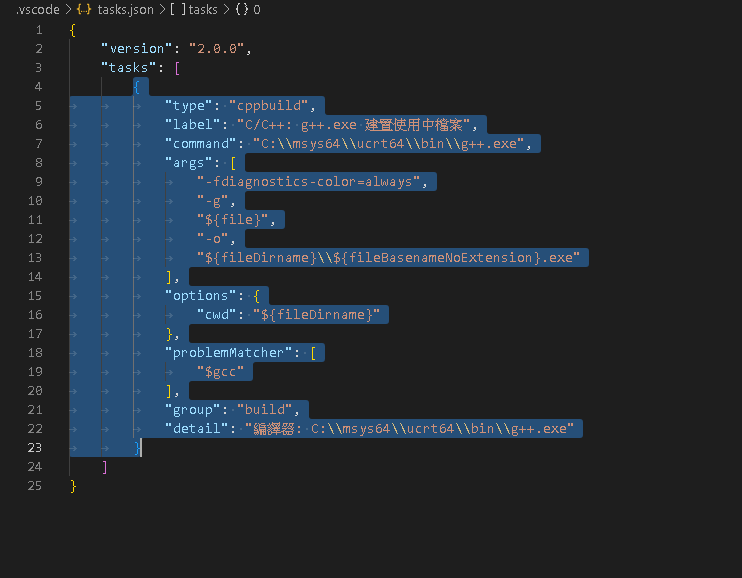 .vscode > {..} tasks.json > [ ] tasks > {} 0
1 {
2 "version": "2.0.0",
3 "tasks": [
4 {
5 "type": "cppbuild",
6 "label": "C/C++: g++.exe 建置使用中檔案",
7 "command": "C:\\msys64\\ucrt64\\bin\\g++.exe",
8 "args": [
9 "-fdiagnostics-color=always",
10 "-g",
11 "${file}",
12 "-o",
13 "${fileDirname}\\${fileBasenameNoExtension}.exe"
14 ],
15 "options": {
16 "cwd": "${fileDirname}"
17 },
18 "problemMatcher": [
19 "$gcc"
20 ],
21 "group": "build",
22 "detail": "編譯器: C:\\msys64\\ucrt64\\bin\\g++.exe"
23 }
24 ]
25 }